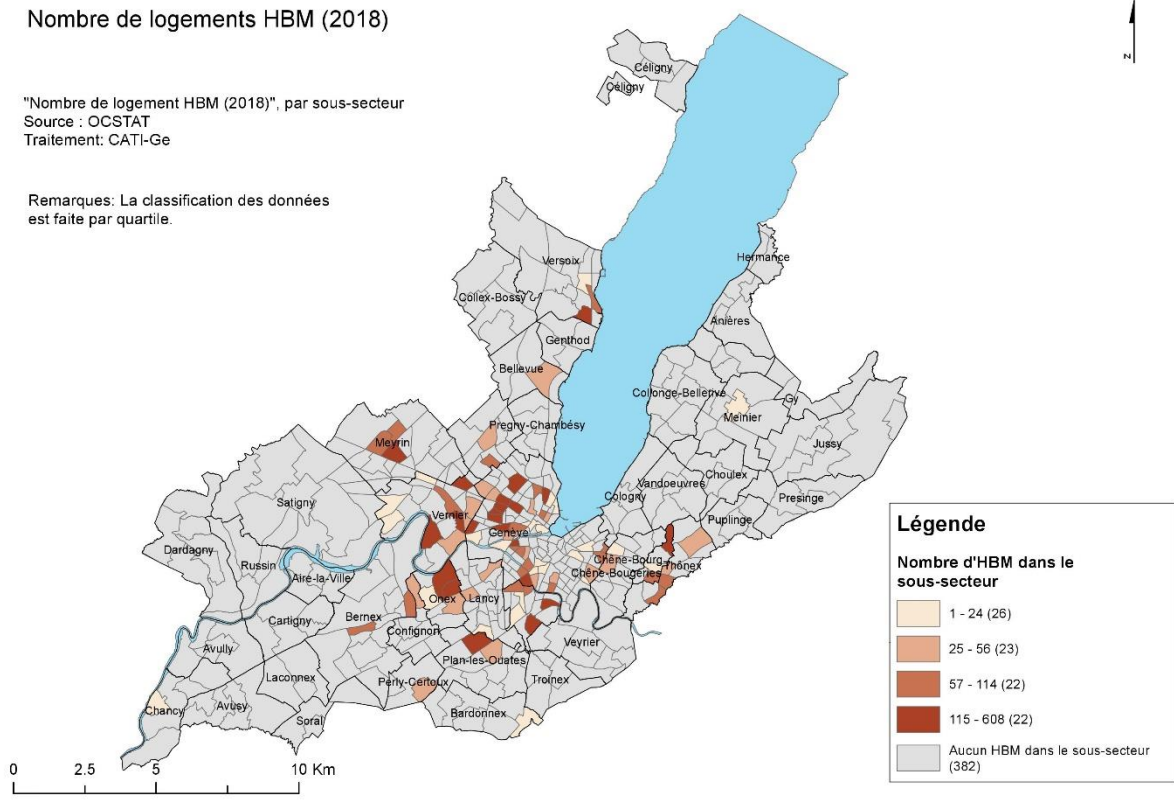 Nombre de logements HBM (2018)
"Nombre de logement HBM (2018)", par sous-secteur
Source : OCSTAT
Traitement: CATI-Ge
Remarques: La classification des données
est faite par quartile.
N
Céligny
Céligny
Versoix
Hermance
Collex-Bossy
Anières
Genthod
Bellevue
Collonge-Bellerive
Gy
Meinier
Pregny-Chambésy
Meyrin
Jussy
Choulex
Vandoeuvres
Satigny
Cologny
Presinge
Vernier
Puplinge
Genève
Dardagny
Chêne-Bourg
Thônex
Russin
Aire-la-Ville
Chêne-Bougeries
Onex
Lancy
Bernex
Cartigny
Confignon
Veyrier
Avully
Plan-les-Ouates
Laconnex
Troinex
Perly-Certoux
Chancy
Avusy
Soral
Bardonnex
0 2.5 5 10 Km
Légende
Nombre d'HBM dans le
sous-secteur
1 - 24 (26)
25 - 56 (23)
57 - 114 (22)
115 - 608 (22)
Aucun HBM dans le sous-secteur
(382)